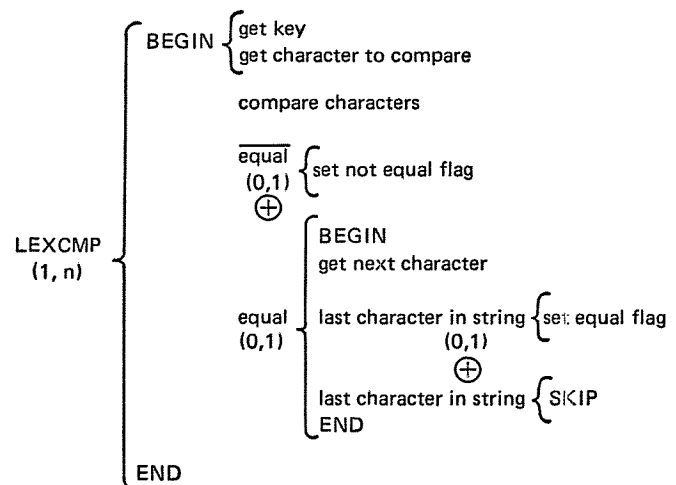 BEGIN
get key
get character to compare
compare characters
equal
(0,1)
set not equal flag
⊕
LEXCMP
(1, n)
equal
(0,1)
BEGIN
get next character
last character in string
(0,1)
set equal flag
⊕
last character in string
SKIP
END
END